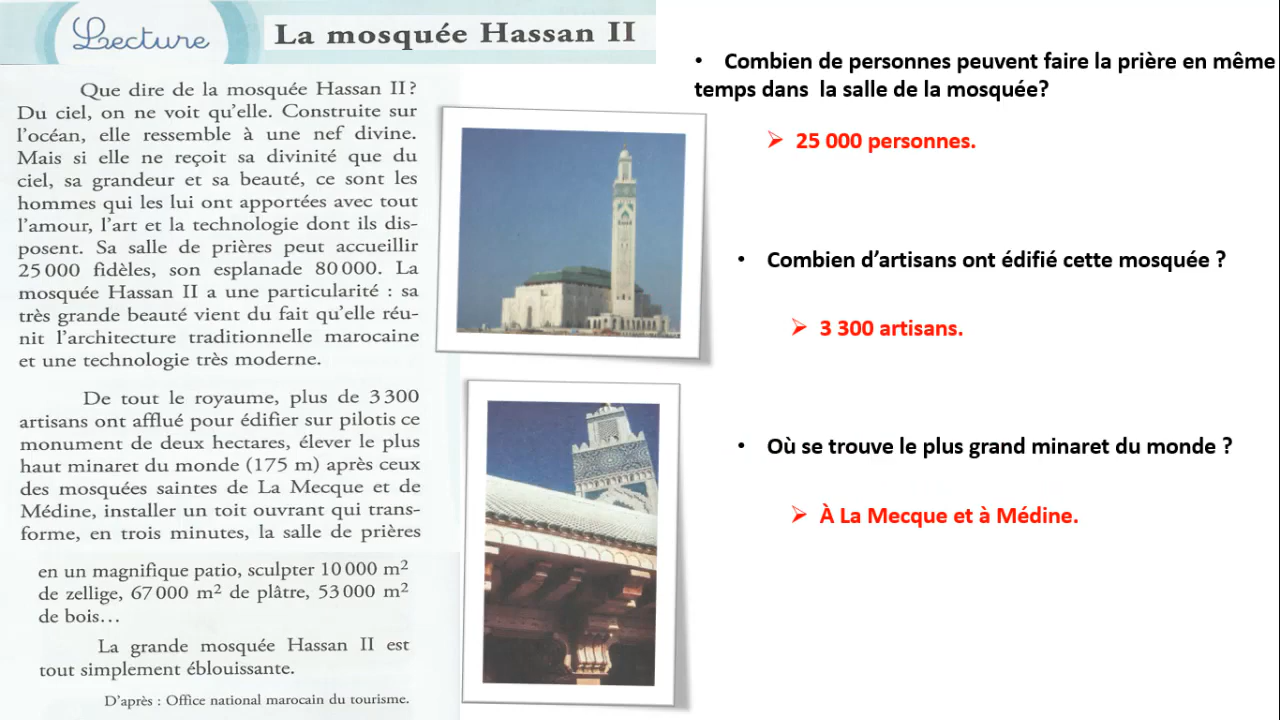 Lecture
La mosquée Hassan II
Que dire de la mosquée Hassan II?
Du ciel, on ne voit qu'elle. Construite sur
l'océan, elle ressemble à une nef divine.
Mais si elle ne reçoit sa divinité que du
ciel, sa grandeur et sa beauté, ce sont les
hommes qui les lui ont apportées avec tout
l'amour, l'art et la technologie dont ils dis-
posent. Sa salle de prières peut accueillir
25 000 fidèles, son esplanade 80 000. La
mosquée Hassan II a une particularité : sa
très grande beauté vient du fait qu'elle réu-
nit l'architecture traditionnelle marocaine
et une technologie très moderne.
De tout le royaume, plus de 3 300
artisans ont afflué pour édifier sur pilotis ce
monument de deux hectares, élever le plus
haut minaret du monde (175 m) après ceux
des mosquées saintes de La Mecque et de
Médine, installer un toit ouvrant qui trans-
forme, en trois minutes, la salle de prières
en un magnifique patio, sculpter 10 000 m²
de zellige, 67 000 m² de plâtre, 53 000 m²
de bois...
La grande mosquée Hassan II est
tout simplement éblouissante.
D'après : Office national marocain du tourisme.
• Combien de personnes peuvent faire la prière en même
temps dans la salle de la mosquée?
➢ 25 000 personnes.
• Combien d'artisans ont édifié cette mosquée ?
➢ 3 300 artisans.
• Où se trouve le plus grand minaret du monde ?
➢ À La Mecque et à Médine.